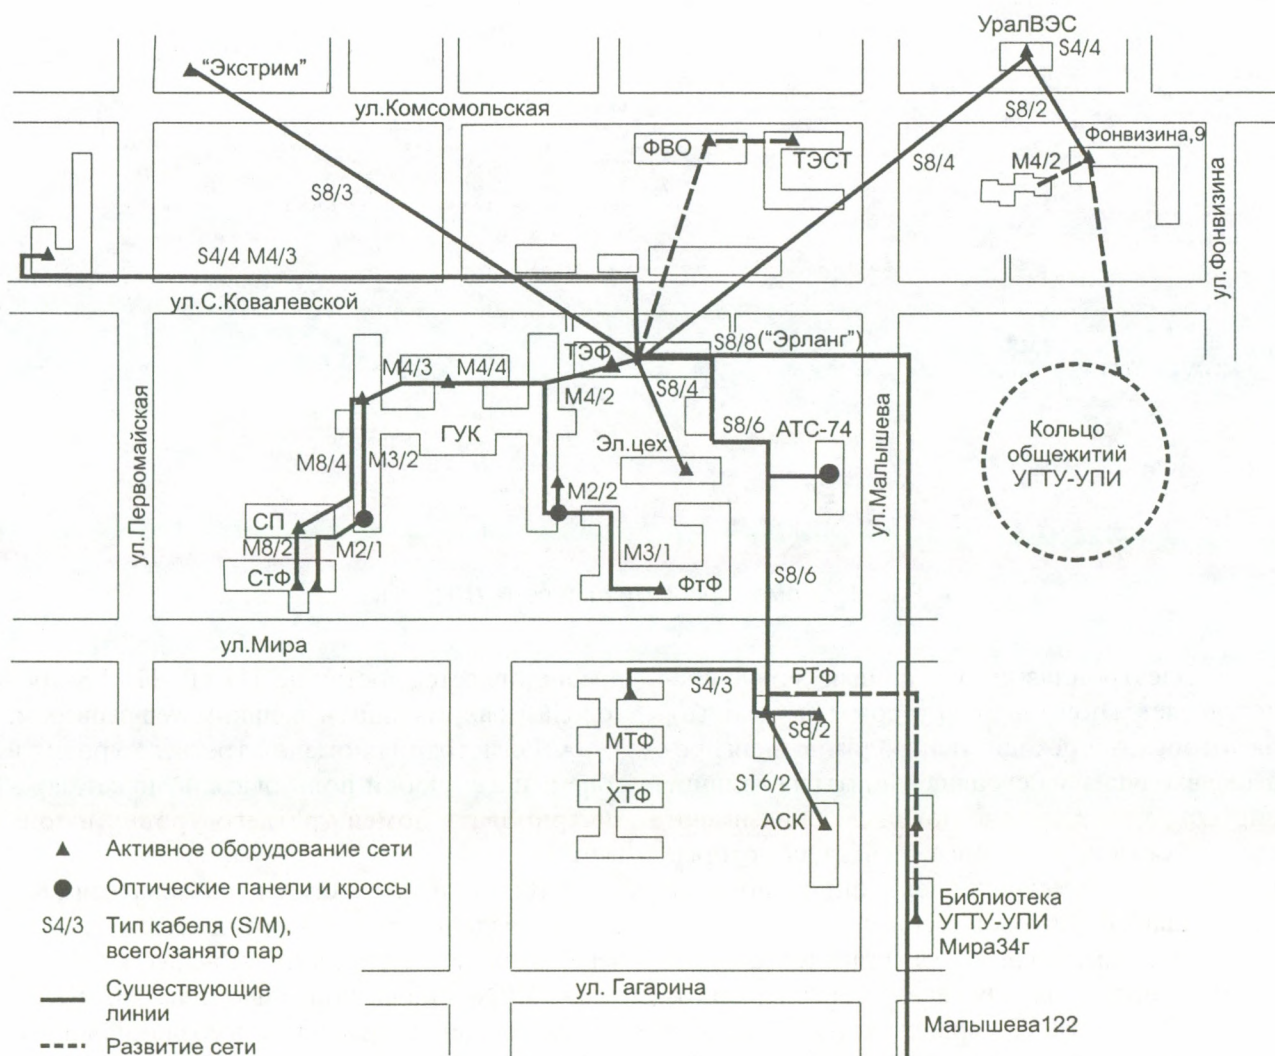 УралВЭС
S4/4
"Экстрим"
ул.Комсомольская
S8/2
Фонвизина,9
ФВО
ТЭСТ
S8/4
М4/2
S8/3
ул.Фонвизина
S4/4 М4/3
ул.С.Ковалевской
S8/8("Эрланг")
ТЭФ
М4/3
М4/4
М4/2
S8/4
ул.Первомайская
ГУК
S8/6
АТС-74
ул.Малышева
Кольцо
общежитий
УГТУ-УПИ
Эл.цех
М8/4
М3/2
М2/2
СП
М8/2
М2/1
М3/1
СтФ
ФтФ
S8/6
ул.Мира
S4/3
РТФ
S8/2
МТФ
S16/2
ХТФ
АСК
Активное оборудование сети
Оптические панели и кроссы
S4/3 Тип кабеля (S/M),
всего/занято пар
Существующие
линии
Развитие сети
Библиотека
УГТУ-УПИ
Мира34г
ул. Гагарина
Малышева122